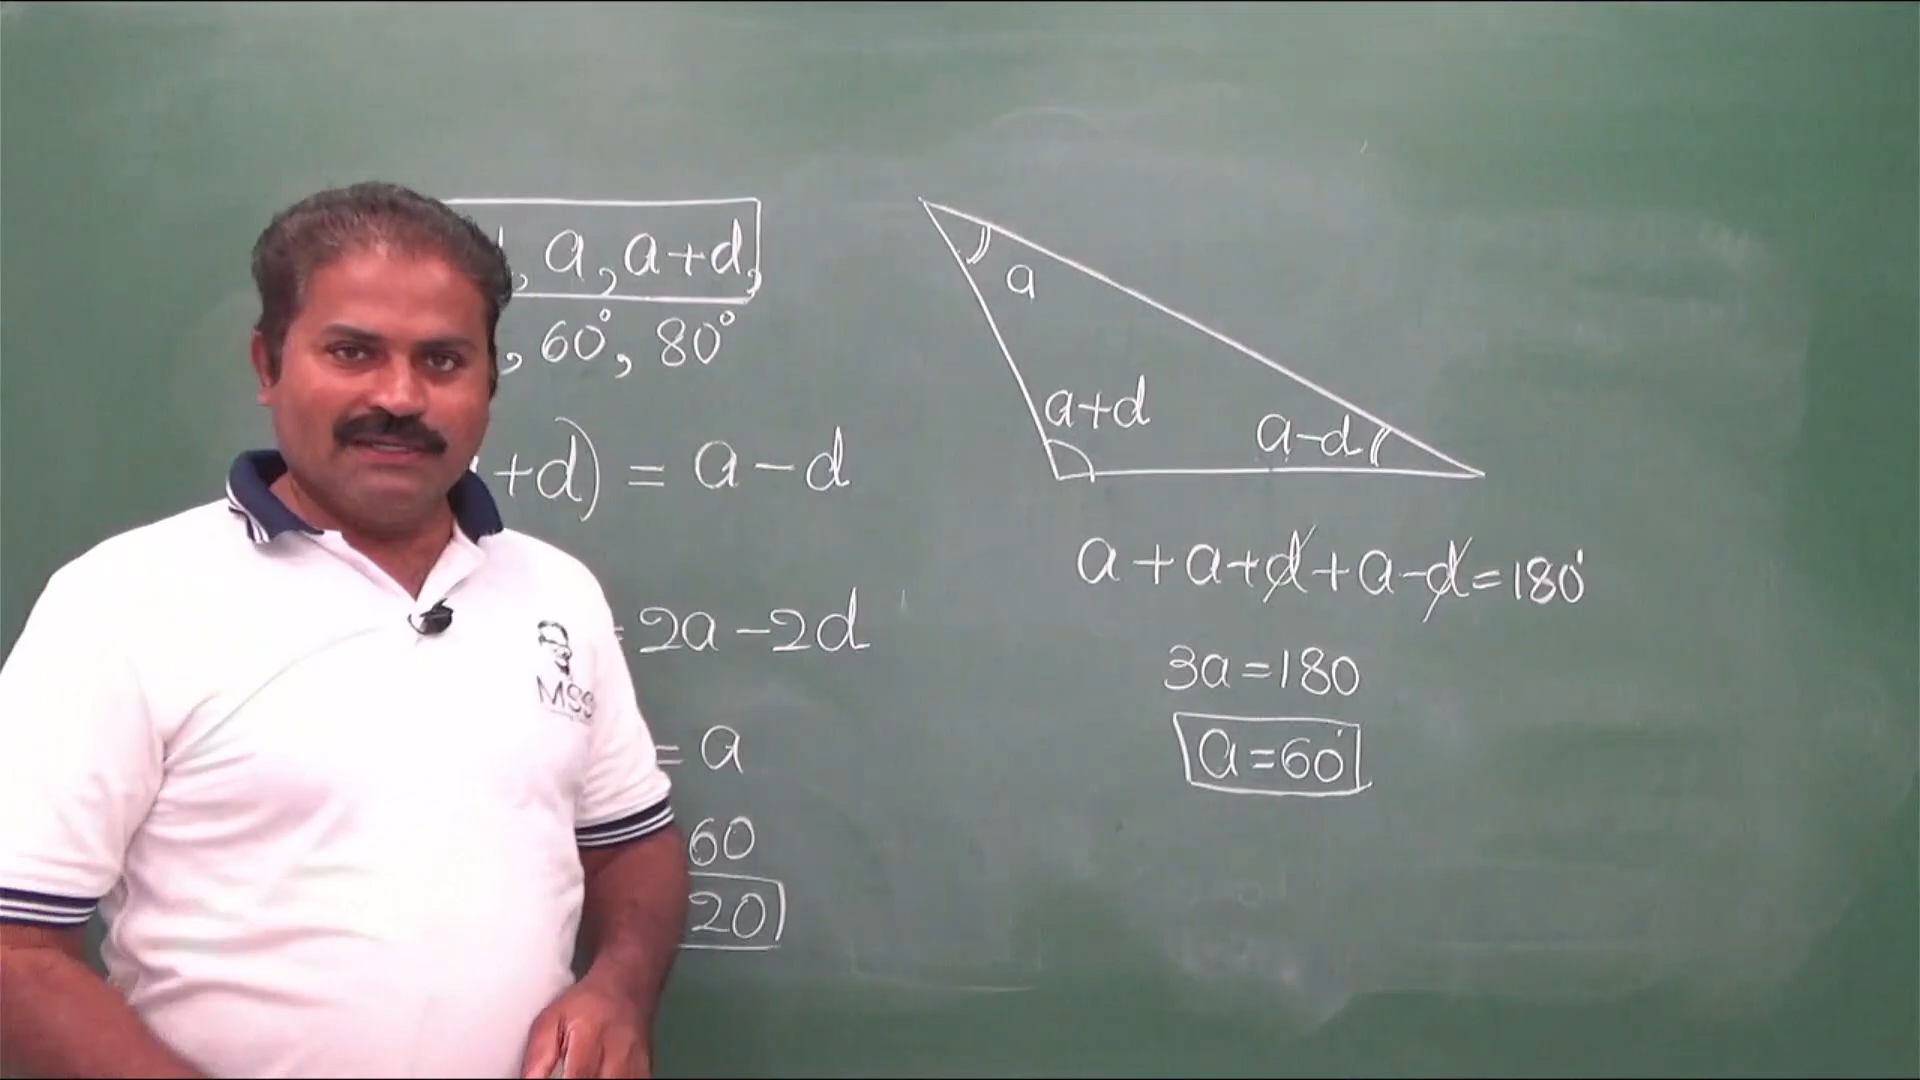 , a, a+d,
, 60°, 80°
+d) = a-d
= 2a-2d
= a
60
20
a
a+d
a-d
a+a+d+a-d=180°
3a=180
a=60°
MSS